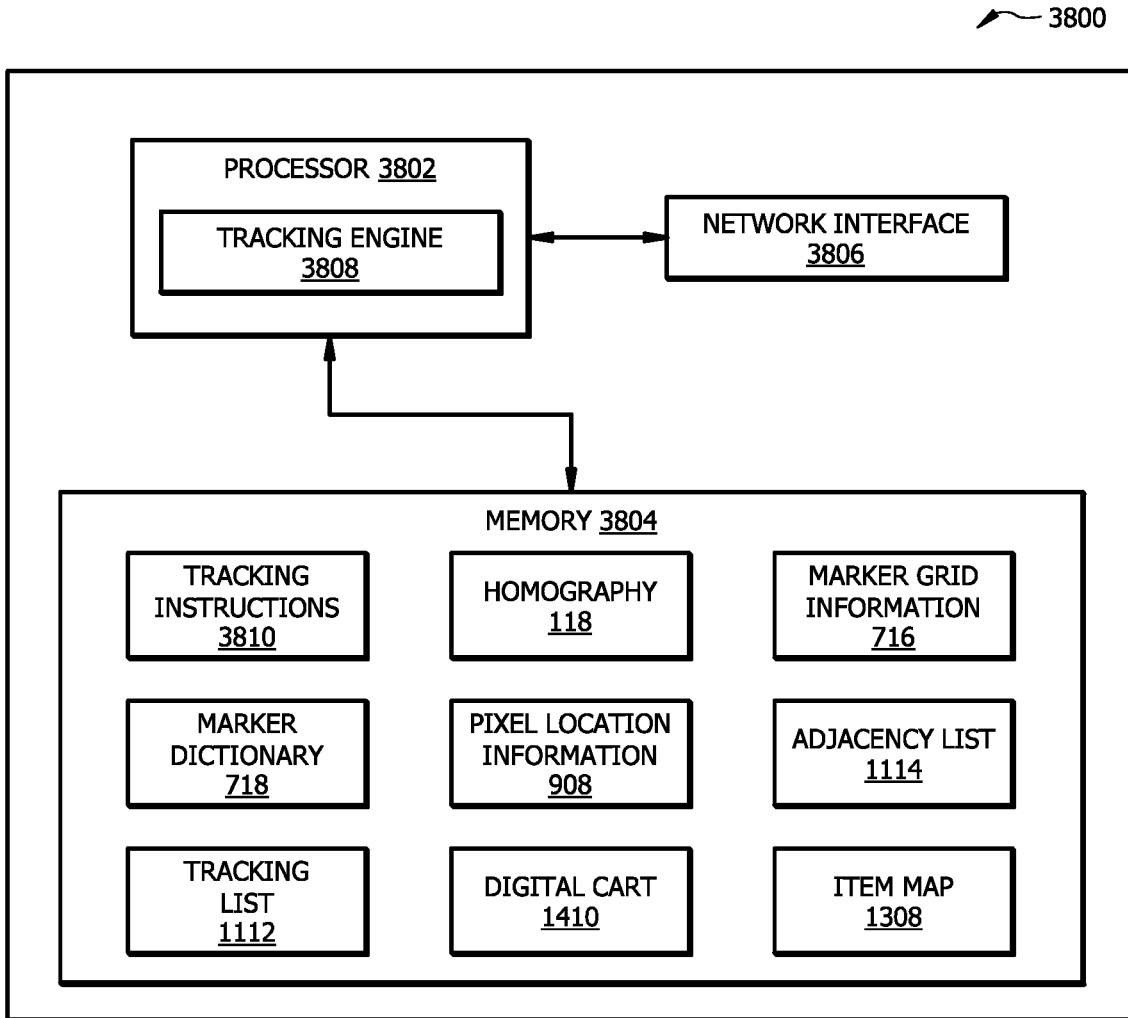 3800
PROCESSOR 3802
TRACKING ENGINE
3808
NETWORK INTERFACE
3806
MEMORY 3804
TRACKING
INSTRUCTIONS
3810
HOMOGRAPHY
118
MARKER GRID
INFORMATION
716
MARKER
DICTIONARY
718
PIXEL LOCATION
INFORMATION
908
ADJACENCY LIST
1114
TRACKING
LIST
1112
DIGITAL CART
1410
ITEM MAP
1308